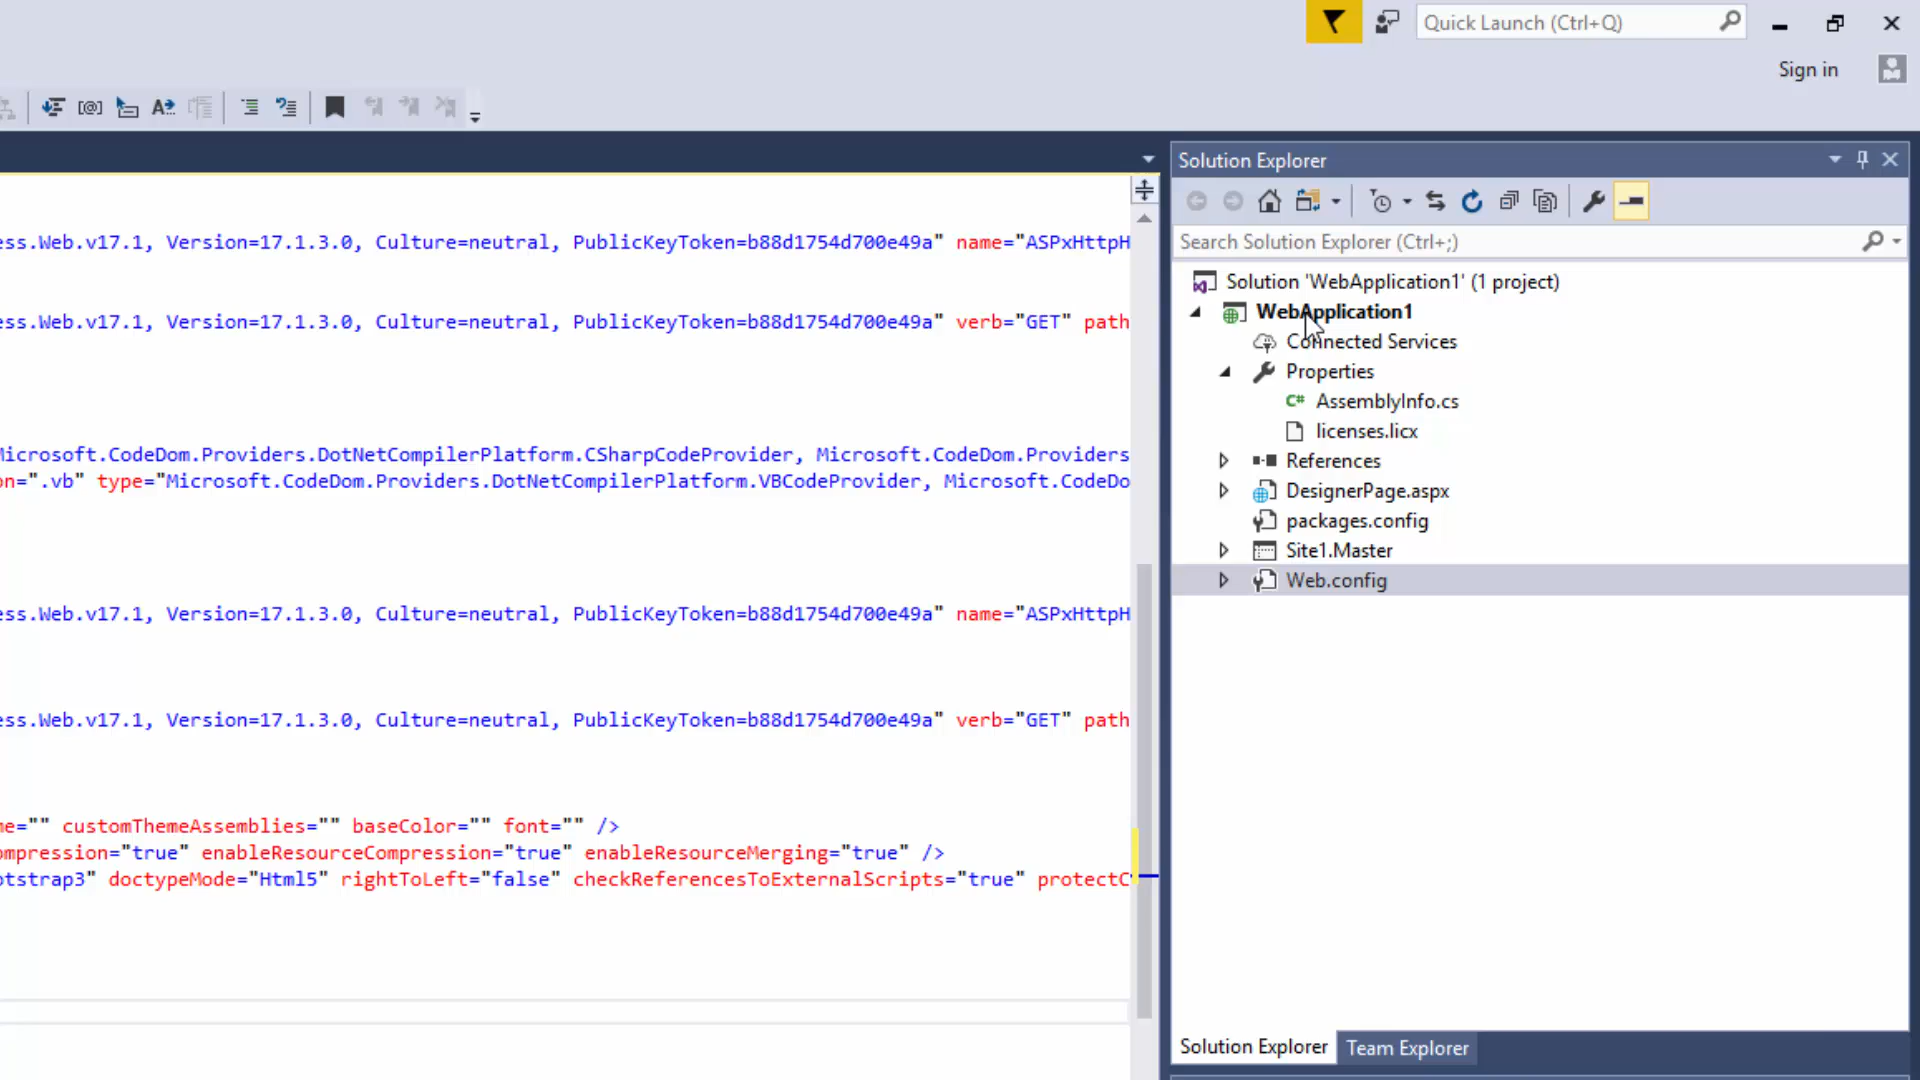 Quick Launch (Ctrl+Q)
Sign in
Solution Explorer
Search Solution Explorer (Ctrl+;)
Solution 'WebApplication1' (1 project)
WebApplication1
Connected Services
Properties
C# AssemblyInfo.cs
licenses.licx
References
DesignerPage.aspx
packages.config
Site1.Master
Web.config
Solution Explorer Team Explorer
ess.Web.v17.1, Version=17.1.3.0, Culture=neutral, PublicKeyToken=b88d1754d700e49a" name="ASPxHttpH
ess.Web.v17.1, Version=17.1.3.0, Culture=neutral, PublicKeyToken=b88d1754d700e49a" verb="GET" path
Microsoft.CodeDom.Providers.DotNetCompilerPlatform.CSharpCodeProvider, Microsoft.CodeDom.Providers
on=".vb" type="Microsoft.CodeDom.Providers.DotNetCompilerPlatform.VBCodeProvider, Microsoft.CodeDo
ess.Web.v17.1, Version=17.1.3.0, Culture=neutral, PublicKeyToken=b88d1754d700e49a" name="ASPxHttpH
ess.Web.v17.1, Version=17.1.3.0, Culture=neutral, PublicKeyToken=b88d1754d700e49a" verb="GET" path
me="" customThemeAssemblies="" baseColor="" font="" />
ompression="true" enableResourceCompression="true" enableResourceMerging="true" />
otstrap3" doctypeMode="Html5" rightToLeft="false" checkReferencesToExternalScripts="true" protectC